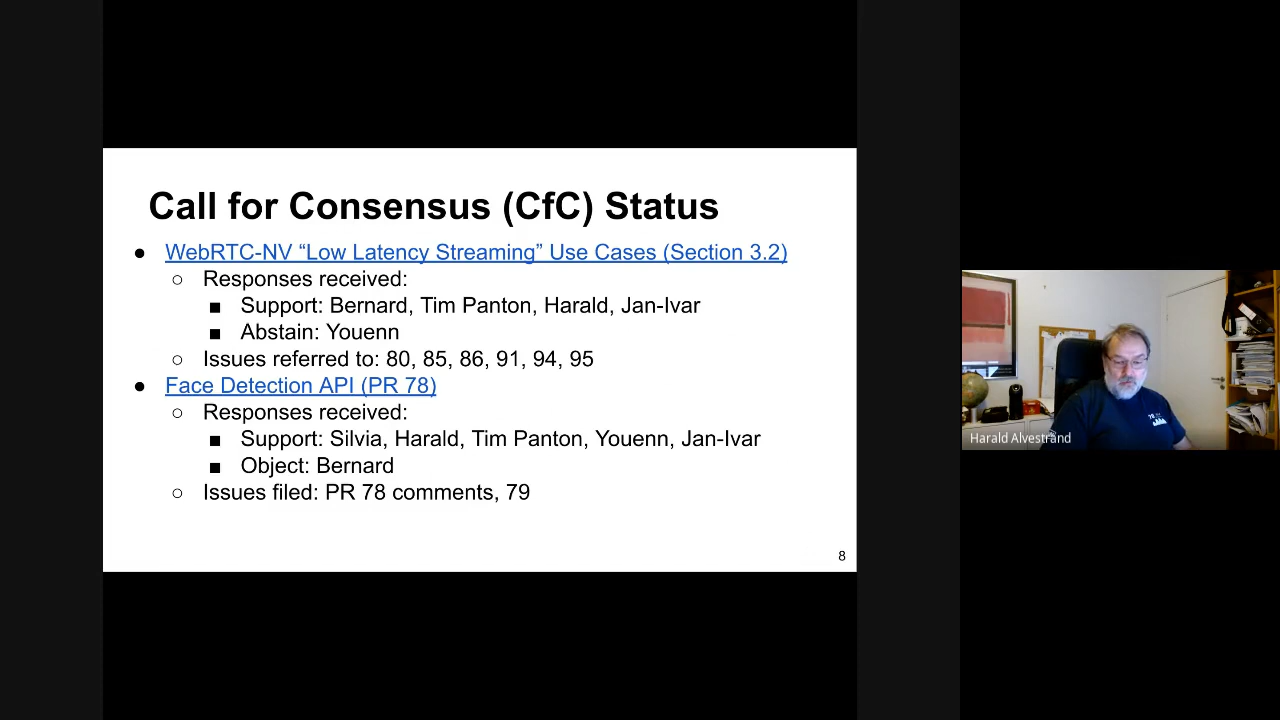 Call for Consensus (CfC) Status
● WebRTC-NV “Low Latency Streaming” Use Cases (Section 3.2)
○ Responses received:
■ Support: Bernard, Tim Panton, Harald, Jan-Ivar
■ Abstain: Youenn
○ Issues referred to: 80, 85, 86, 91, 94, 95
● Face Detection API (PR 78)
○ Responses received:
■ Support: Silvia, Harald, Tim Panton, Youenn, Jan-Ivar
■ Object: Bernard
○ Issues filed: PR 78 comments, 79
8
Harald Alvestrand